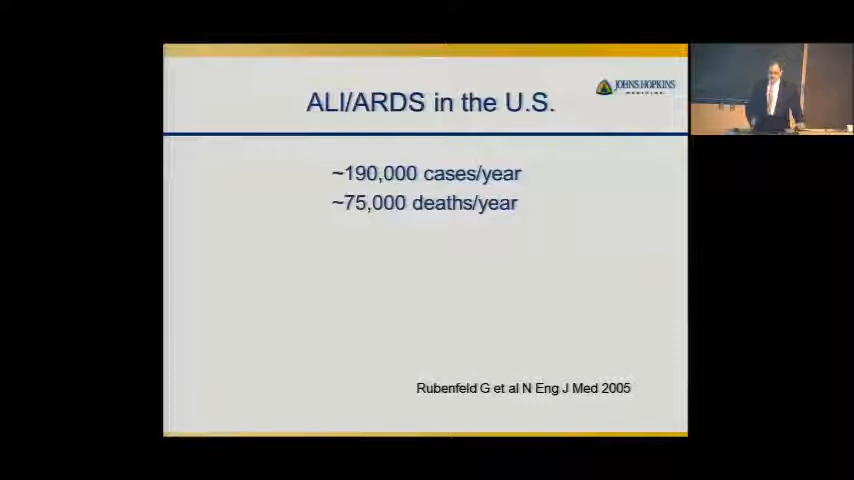 ALI/ARDS in the U.S.
JOHNS HOPKINS
MEDICINE
~190,000 cases/year
~75,000 deaths/year
Rubenfeld G et al N Eng J Med 2005